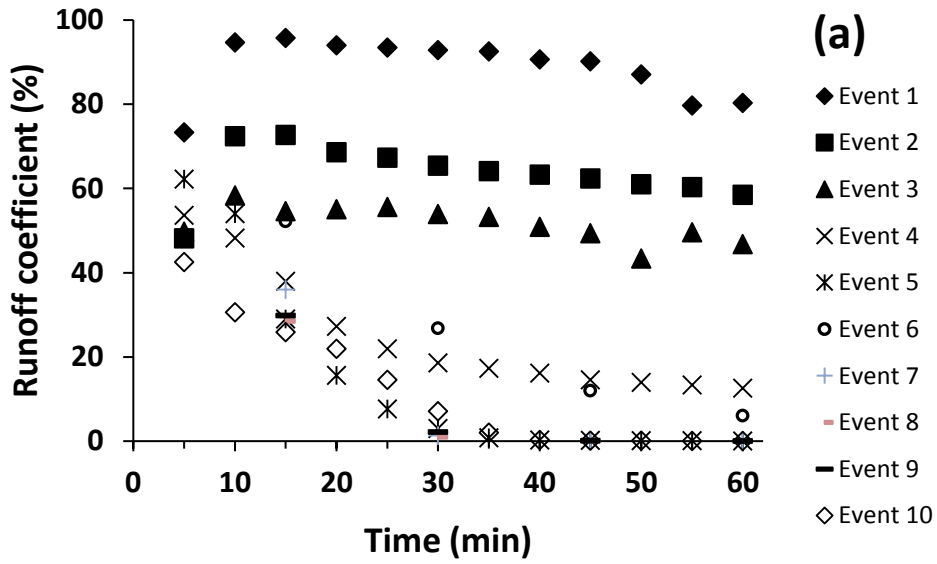 100
80
60
40
20
0
Runoff coefficient (%)
0 10 20 30 40 50 60
Time (min)
(a)
Event 1
Event 2
Event 3
Event 4
Event 5
Event 6
Event 7
Event 8
Event 9
Event 10